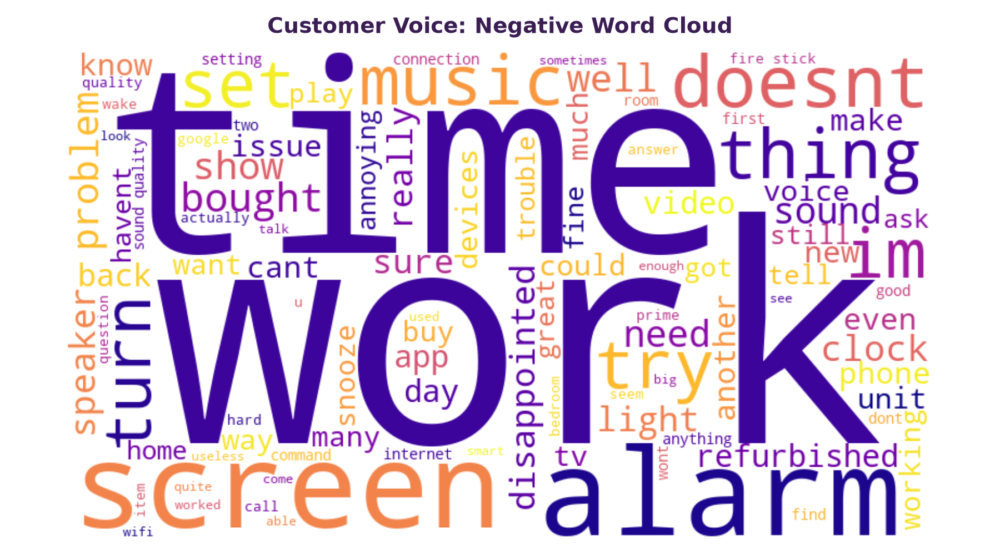 Customer Voice: Negative Word Cloud
know
setting
connection
sometimes
fire stick
quality
set
play
music
well
doesnt
wake
room
problem
time
much
first
make
look
two
google
issue
annoying
really
answer
thing
sound quality
show
devices
trouble
havent
bought
fine
video
voice
sound
ask
actually
talk
still
im
new
back
want
cant
sure
could
enough
got
tell
good
work
speaker
question
turn
u
disappointed
great
see
another
used
buy
prime
need
even
snooze
app
try
clock
phone
day
big
bedroom
seem
unit
hard
light
dont
working
way
many
anything
home
useless
command
internet
smart
tv
wont
refurbished
screen
alarm
come
quite
item
worked
call
able
find
wifi